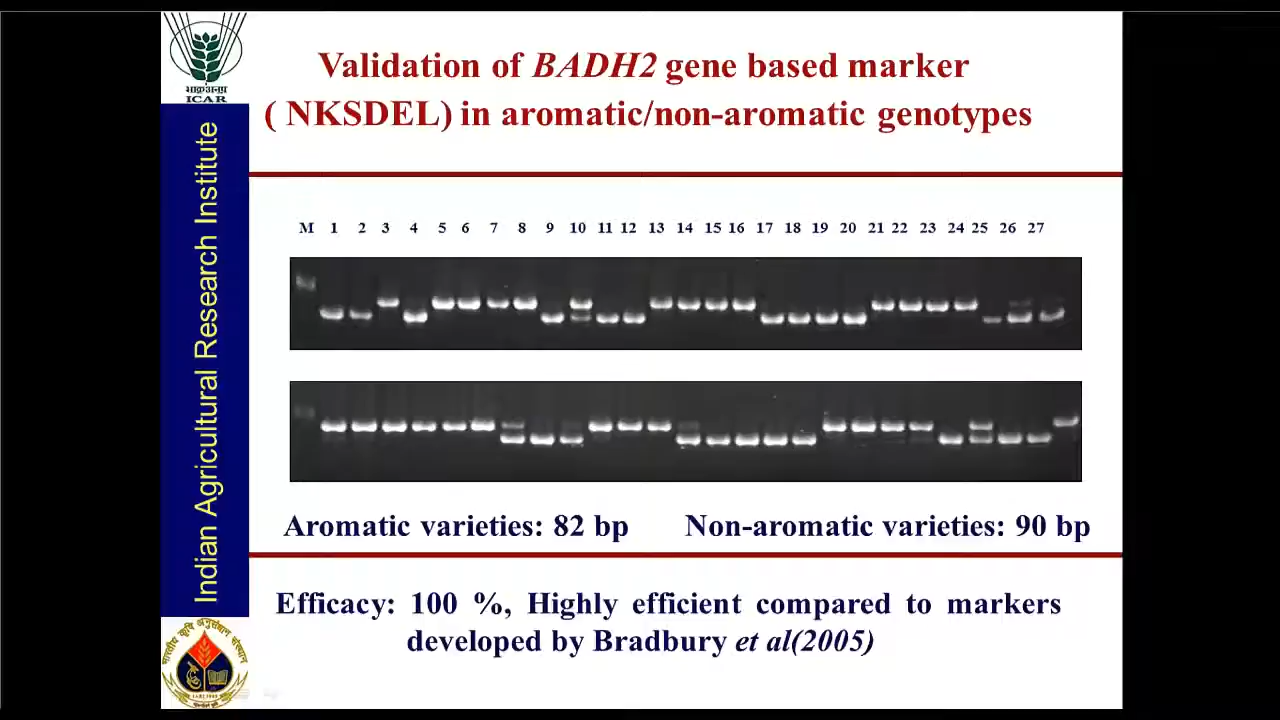 भाकृअनुप
ICAR
Indian Agricultural Research Institute
Validation of BADH2 gene based marker
( NKSDEL) in aromatic/non-aromatic genotypes
M 1 2 3 4 5 6 7 8 9 10 11 12 13 14 15 16 17 18 19 20 21 22 23 24 25 26 27
Aromatic varieties: 82 bp Non-aromatic varieties: 90 bp
Efficacy: 100 %, Highly efficient compared to markers
developed by Bradbury et al(2005)
भारतीय कृषि अनुसंधान संस्थान